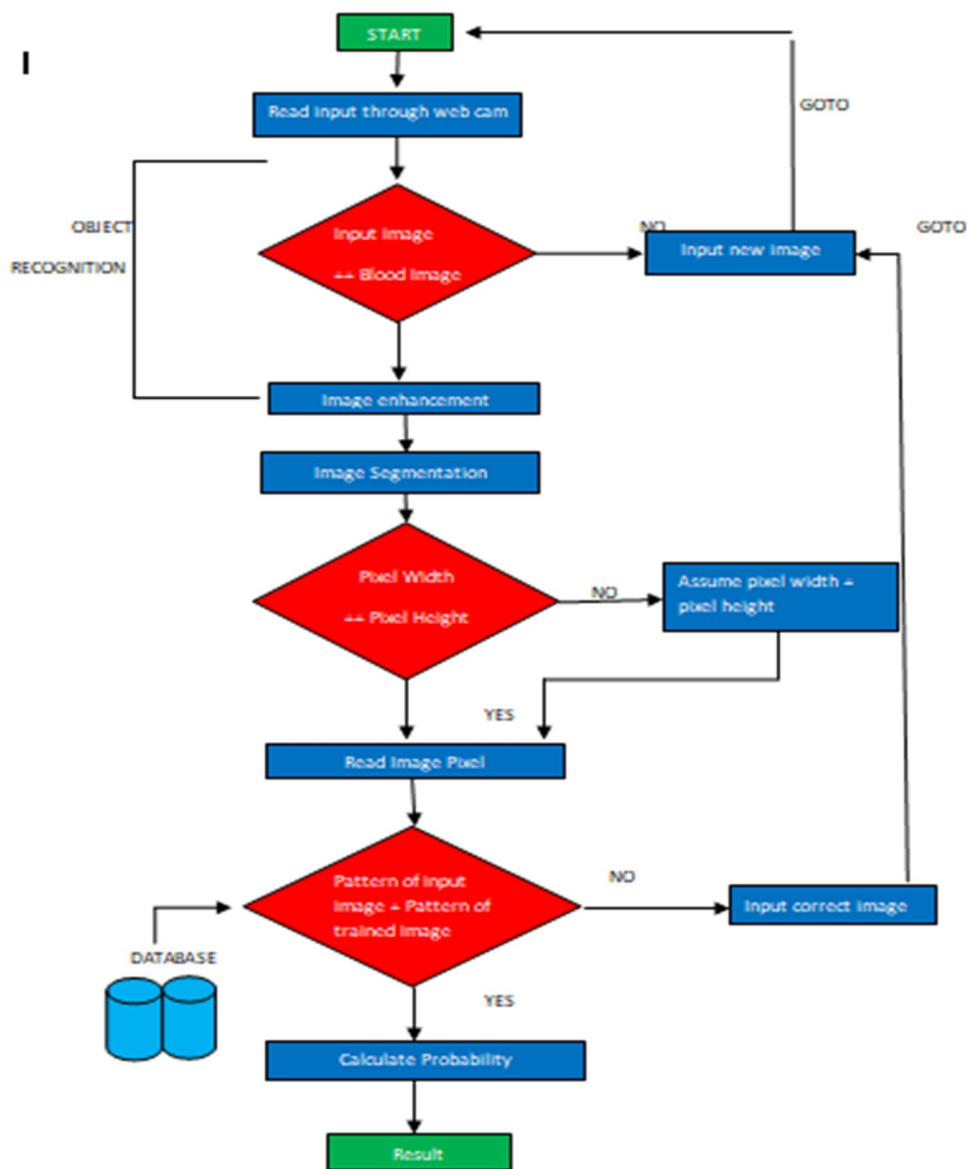 I
START
Read input through web cam
GOTO
OBJECT
RECOGNITION
Input Image
== Blood Image
NO
Input new image
GOTO
Image enhancement
Image Segmentation
Pixel Width
== Pixel Height
NO
Assume pixel width =
pixel height
YES
Read Image Pixel
Pattern of input
image = Pattern of
trained image
NO
Input correct image
DATABASE
YES
Calculate Probability
Result